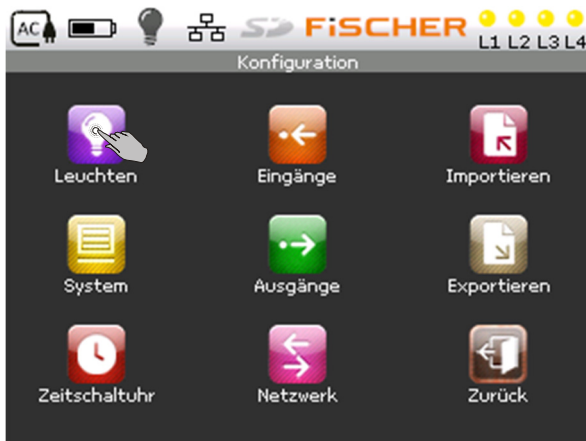 AC SD FiSCHER L1 L2 L3 L4
Konfiguration
Leuchten Eingänge Importieren
System Ausgänge Exportieren
Zeitschaltuhr Netzwerk Zurück